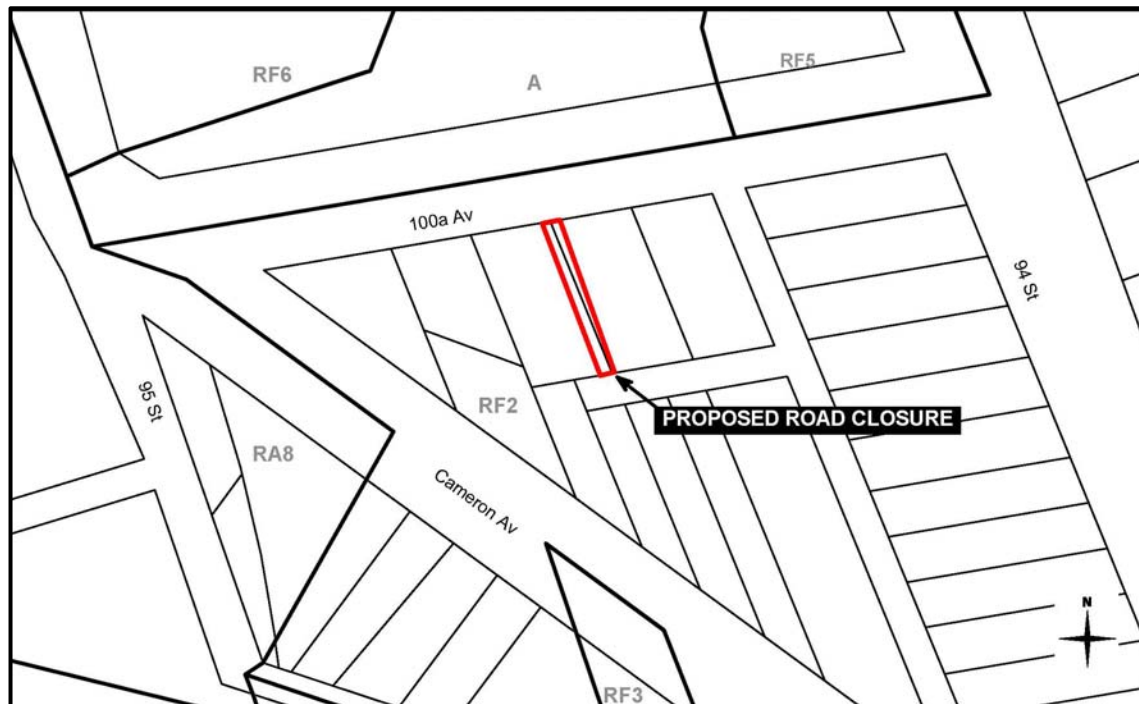 RF6
A
RF5
100a Av
94 St
95 St
RF2
PROPOSED ROAD CLOSURE
RA8
Cameron Av
N
RF3